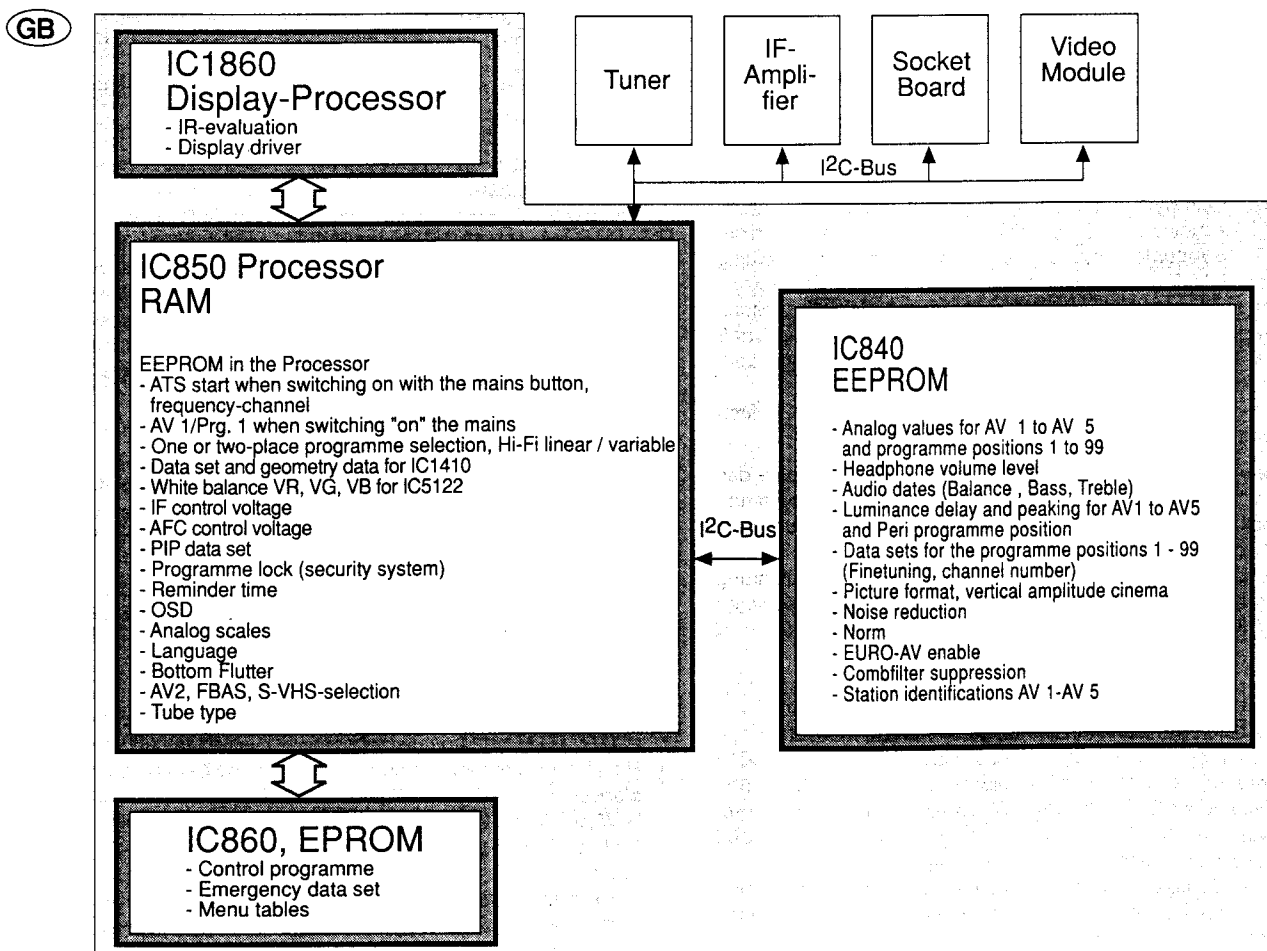 GB
IC1860
Display-Processor
- IR-evaluation
- Display driver
Tuner
IF-
Ampli-
fier
Socket
Board
Video
Module
I2C-Bus
IC850 Processor
RAM
EEPROM in the Processor
- ATS start when switching on with the mains button,
frequency-channel
- AV 1/Prg. 1 when switching "on" the mains
- One or two-place programme selection, Hi-Fi linear / variable
- Data set and geometry data for IC1410
- White balance VR, VG, VB for IC5122
- IF control voltage
- AFC control voltage
- PIP data set
- Programme lock (security system)
- Reminder time
- OSD
- Analog scales
- Language
- Bottom Flutter
- AV2, FBAS, S-VHS-selection
- Tube type
I2C-Bus
IC840
EEPROM
- Analog values for AV 1 to AV 5
and programme positions 1 to 99
- Headphone volume level
- Audio dates (Balance , Bass, Treble)
- Luminance delay and peaking for AV1 to AV5
and Peri programme position
- Data sets for the programme positions 1 - 99
(Finetuning, channel number)
- Picture format, vertical amplitude cinema
- Noise reduction
- Norm
- EURO-AV enable
- Combfilter suppression
- Station identifications AV 1-AV 5
IC860, EPROM
- Control programme
- Emergency data set
- Menu tables